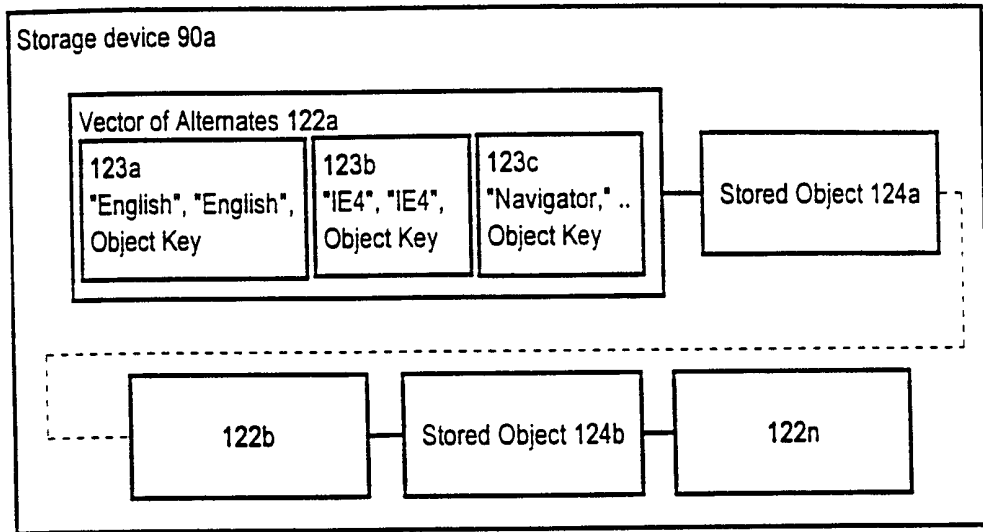 Storage device 90a
Vector of Alternates 122a
123a
"English", "English",
Object Key
123b
"IE4", "IE4",
Object Key
123c
"Navigator," ..
Object Key
Stored Object 124a
122b
Stored Object 124b
122n